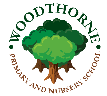 WOODTHORNE
PRIMARY AND NURSERY SCHOOL